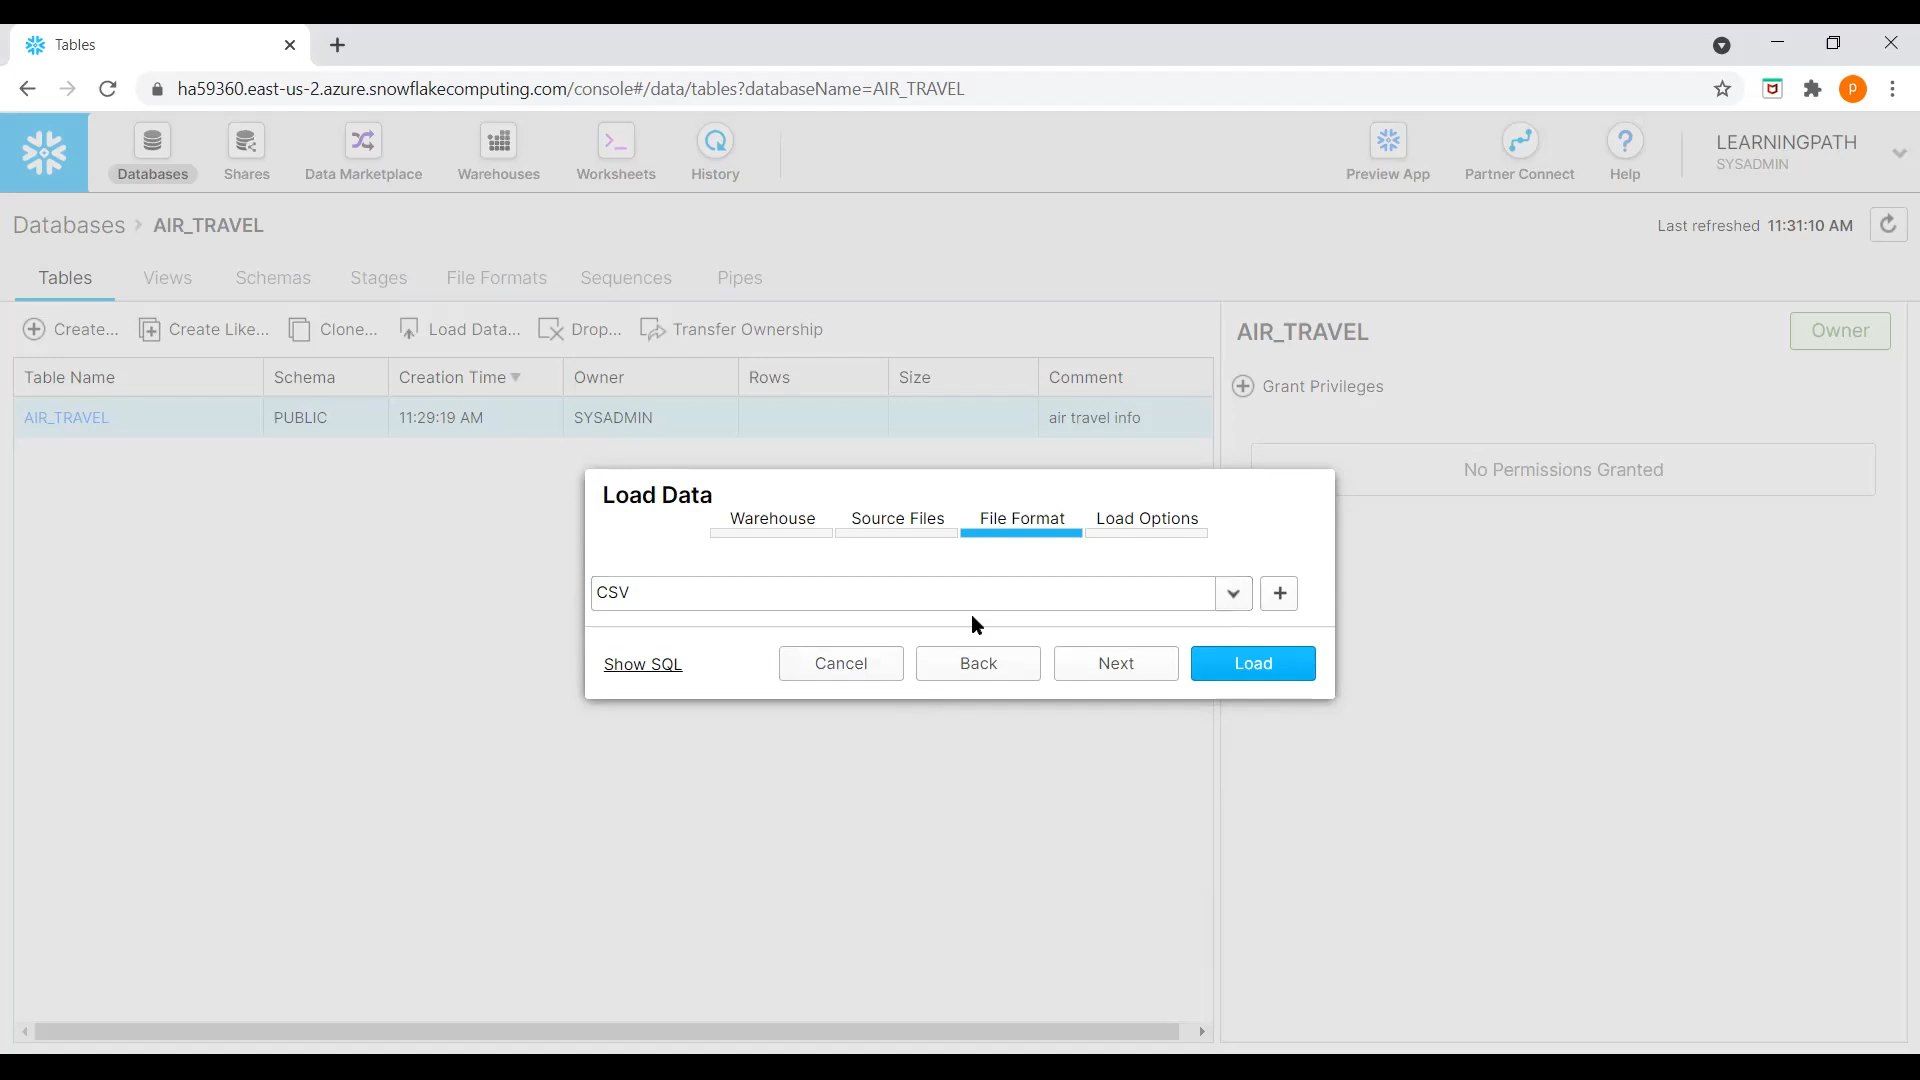 Tables
ha59360.east-us-2.azure.snowflakecomputing.com/console#/data/tables?databaseName=AIR_TRAVEL
P
Databases Shares Data Marketplace Warehouses Worksheets History Preview App Partner Connect Help
LEARNINGPATH
SYSADMIN
Databases > AIR_TRAVEL
Last refreshed 11:31:10 AM
Tables Views Schemas Stages File Formats Sequences Pipes
Create... Create Like... Clone... Load Data... Drop... Transfer Ownership
Table Name Schema Creation Time Owner Rows Size Comment
AIR_TRAVEL PUBLIC 11:29:19 AM SYSADMIN air travel info
AIR_TRAVEL
Owner
Grant Privileges
No Permissions Granted
Load Data
Warehouse Source Files File Format Load Options
CSV
Show SQL Cancel Back Next Load